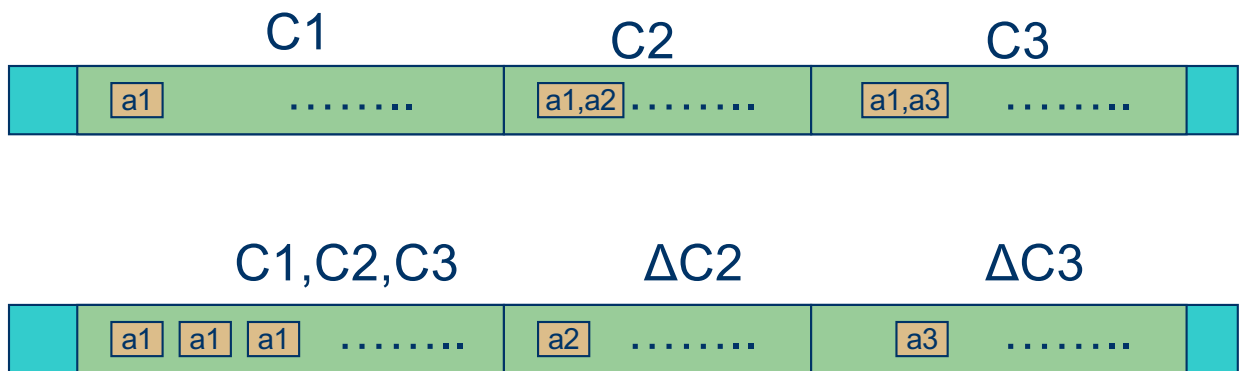 C1 C2 C3
a1 ........ a1,a2 ........ a1,a3 ........
C1,C2,C3 ΔC2 ΔC3
a1 a1 a1 ........ a2 ........ a3 ........